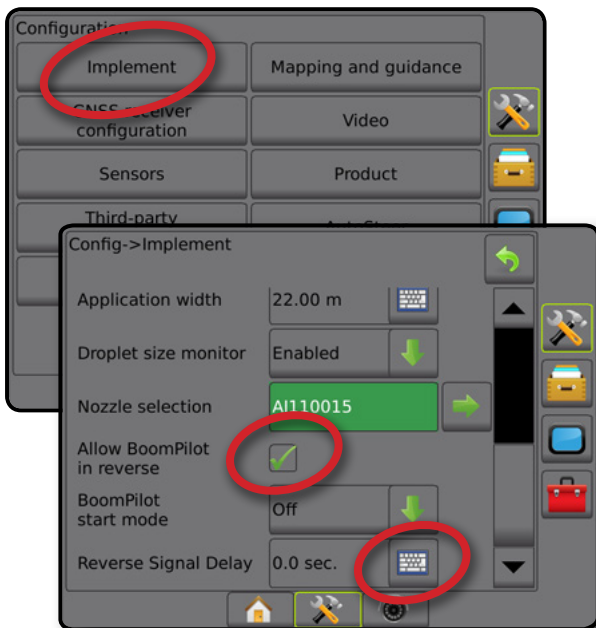 Configuration
Implement
Mapping and guidance
GNSS receiver
configuration
Video
Sensors
Product
Third-party
AutoSteer
Config->Implement
Application width
22.00 m
Droplet size monitor
Enabled
Nozzle selection
AI110015
Allow BoomPilot
in reverse
BoomPilot
start mode
Off
Reverse Signal Delay
0.0 sec.